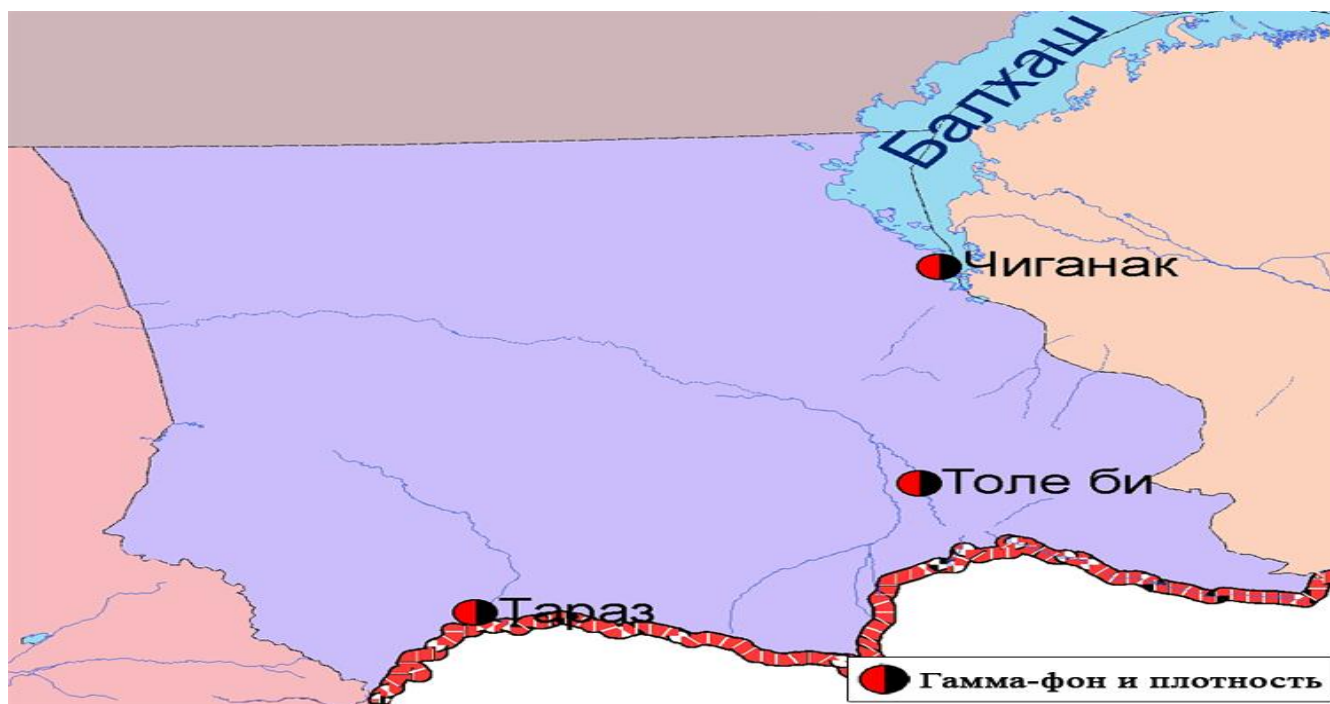 Балхаш
Чиганак
Толе би
Тараз
Гамма-фон и плотность